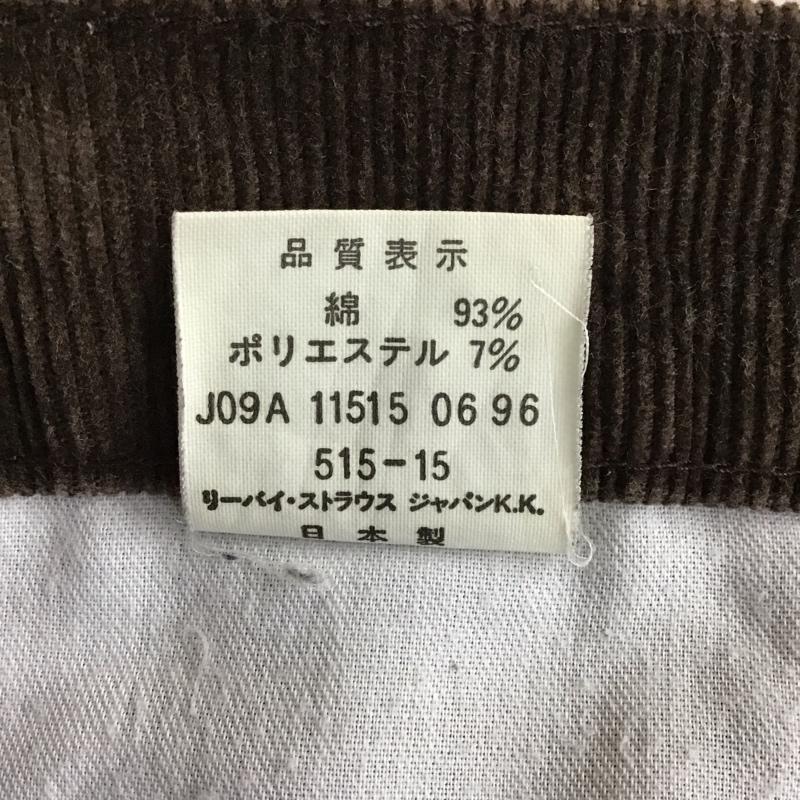 品質表示
綿 93%
ポリエステル 7%
J09A 11515 06 96
515-15
リーバイ・ストラウス ジャパンK.K.
日本製